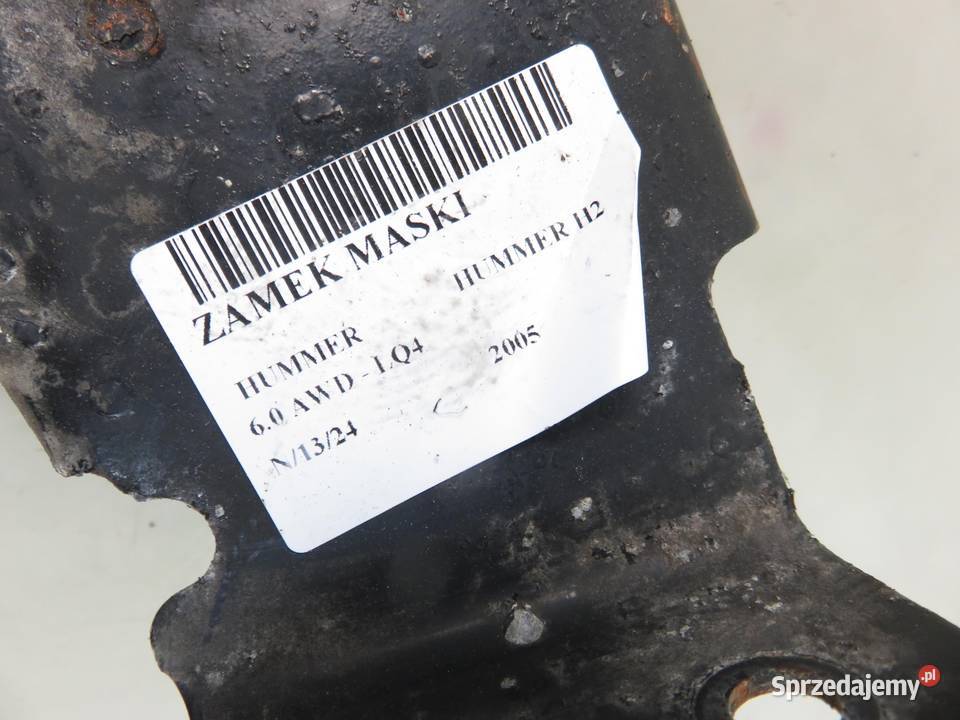 ZAMEK MASKI
HUMMER HUMMER H2
6.0 AWD - LQ4 2005
N/13/24
Sprzedajemy.pl